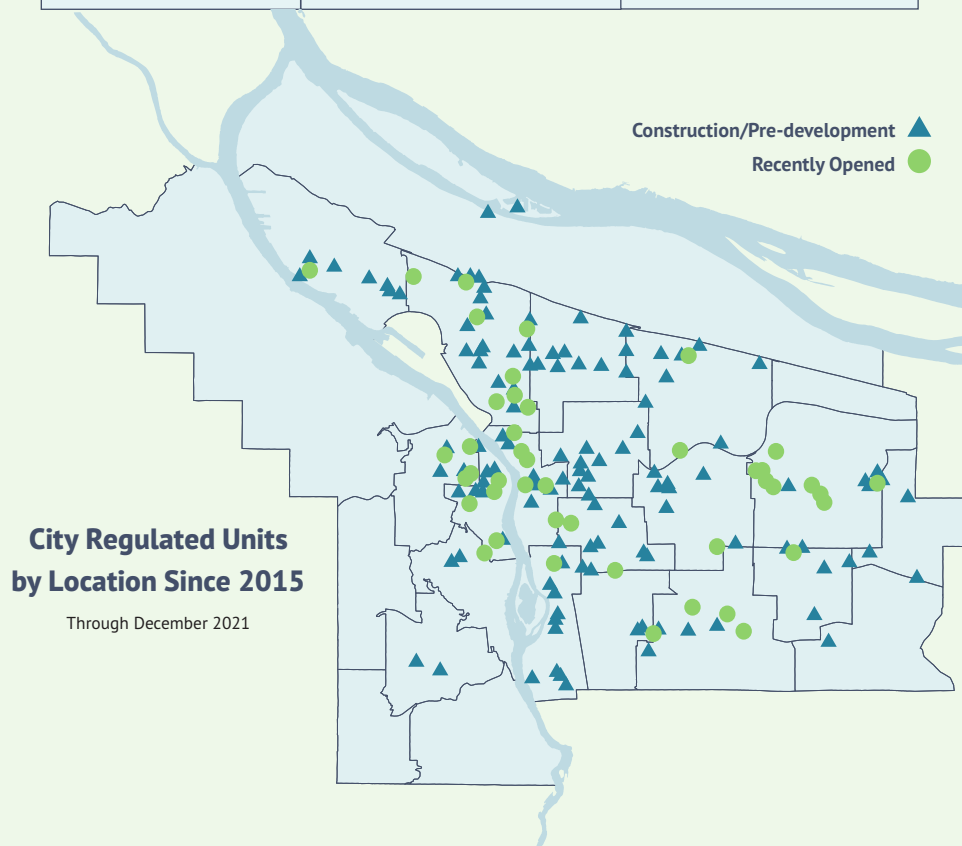 Construction/Pre-development
Recently Opened
City Regulated Units
by Location Since 2015
Through December 2021